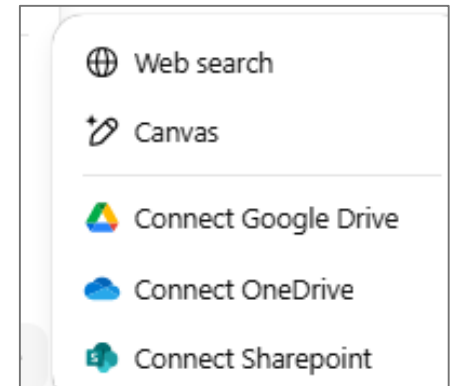 Web search
Canvas
Connect Google Drive
Connect OneDrive
Connect Sharepoint